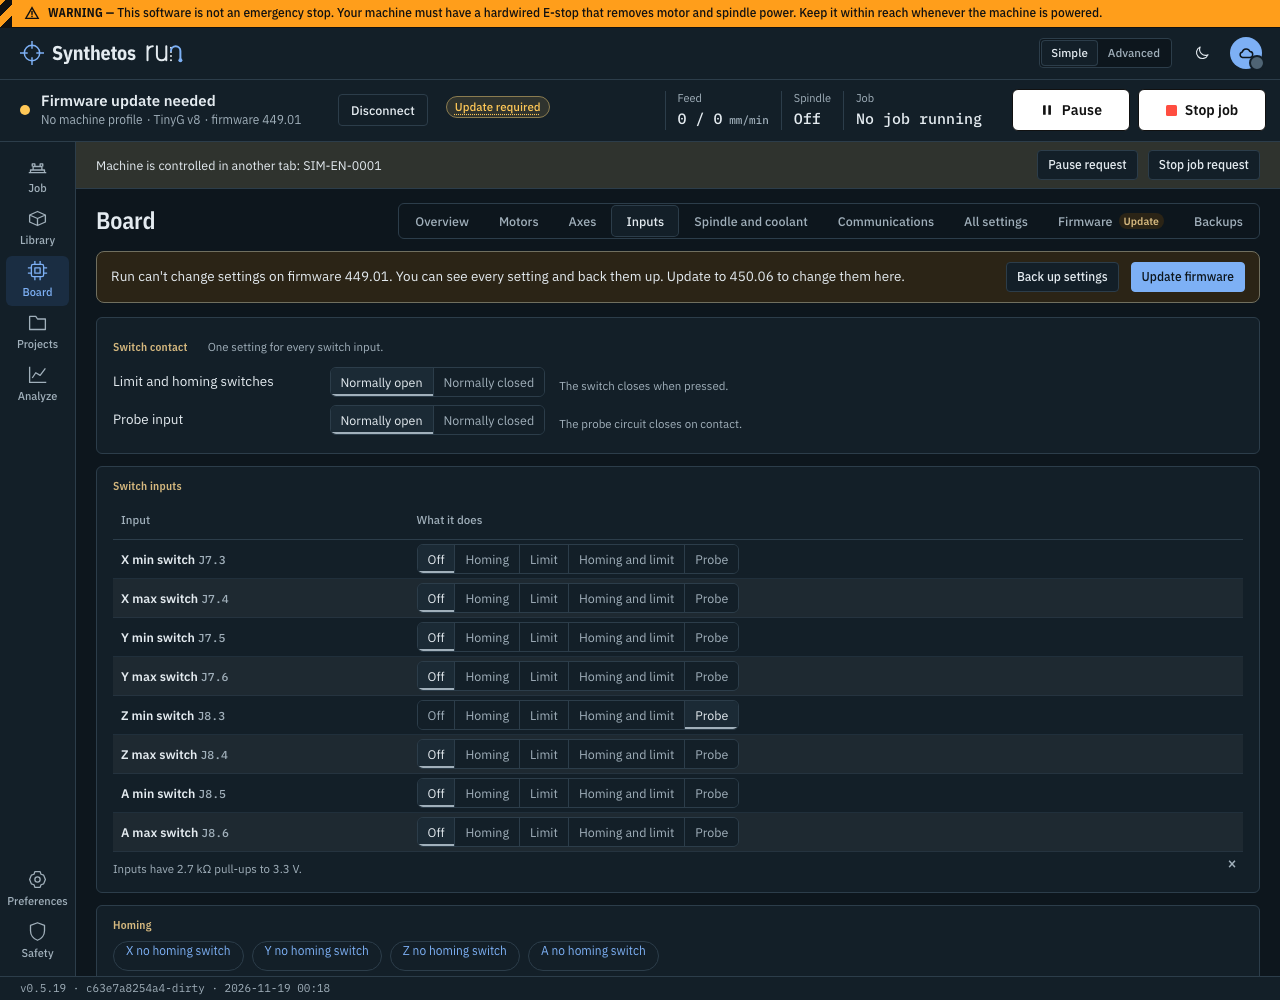 WARNING — This software is not an emergency stop. Your machine must have a hardwired E-stop that removes motor and spindle power. Keep it within reach whenever the machine is powered.
Synthetos run
Simple Advanced
Firmware update needed
No machine profile · TinyG v8 · firmware 449.01
Disconnect
Update required
Feed
0 / 0 mm/min
Spindle
Off
Job
No job running
Pause
Stop job
Machine is controlled in another tab: SIM-EN-0001
Pause request
Stop job request
Job
Library
Board
Projects
Analyze
Preferences
Safety
Board
Overview Motors Axes Inputs Spindle and coolant Communications All settings Firmware Update Backups
Run can't change settings on firmware 449.01. You can see every setting and back them up. Update to 450.06 to change them here.
Back up settings
Update firmware
Switch contact One setting for every switch input.
Limit and homing switches Normally open Normally closed The switch closes when pressed.
Probe input Normally open Normally closed The probe circuit closes on contact.
Switch inputs
Input What it does
X min switch J7.3 Off Homing Limit Homing and limit Probe
X max switch J7.4 Off Homing Limit Homing and limit Probe
Y min switch J7.5 Off Homing Limit Homing and limit Probe
Y max switch J7.6 Off Homing Limit Homing and limit Probe
Z min switch J8.3 Off Homing Limit Homing and limit Probe
Z max switch J8.4 Off Homing Limit Homing and limit Probe
A min switch J8.5 Off Homing Limit Homing and limit Probe
A max switch J8.6 Off Homing Limit Homing and limit Probe
Inputs have 2.7 kΩ pull-ups to 3.3 V. ×
Homing
X no homing switch Y no homing switch Z no homing switch A no homing switch
v0.5.19 · c63e7a8254a4-dirty · 2026-11-19 00:18